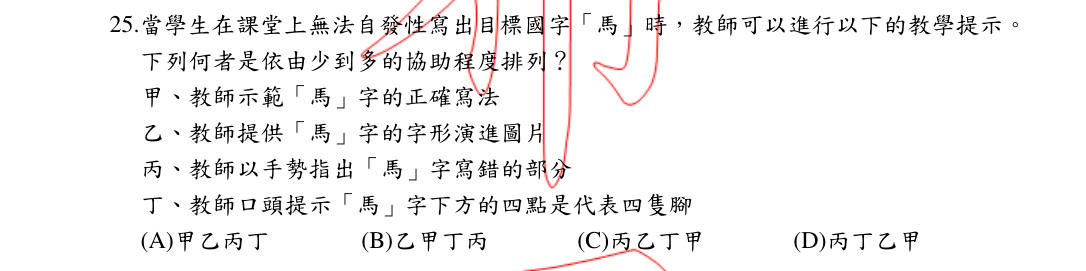 25.當學生在課堂上無法自發性寫出目標國字「馬」時，教師可以進行以下的教學提示。
下列何者是依由少到多的協助程度排列？
甲、教師示範「馬」字的正確寫法
乙、教師提供「馬」字的字形演進圖片
丙、教師以手勢指出「馬」字寫錯的部分
丁、教師口頭提示「馬」字下方的四點是代表四隻腳
(A)甲乙丙丁 (B)乙甲丁丙 (C)丙乙丁甲 (D)丙丁乙甲